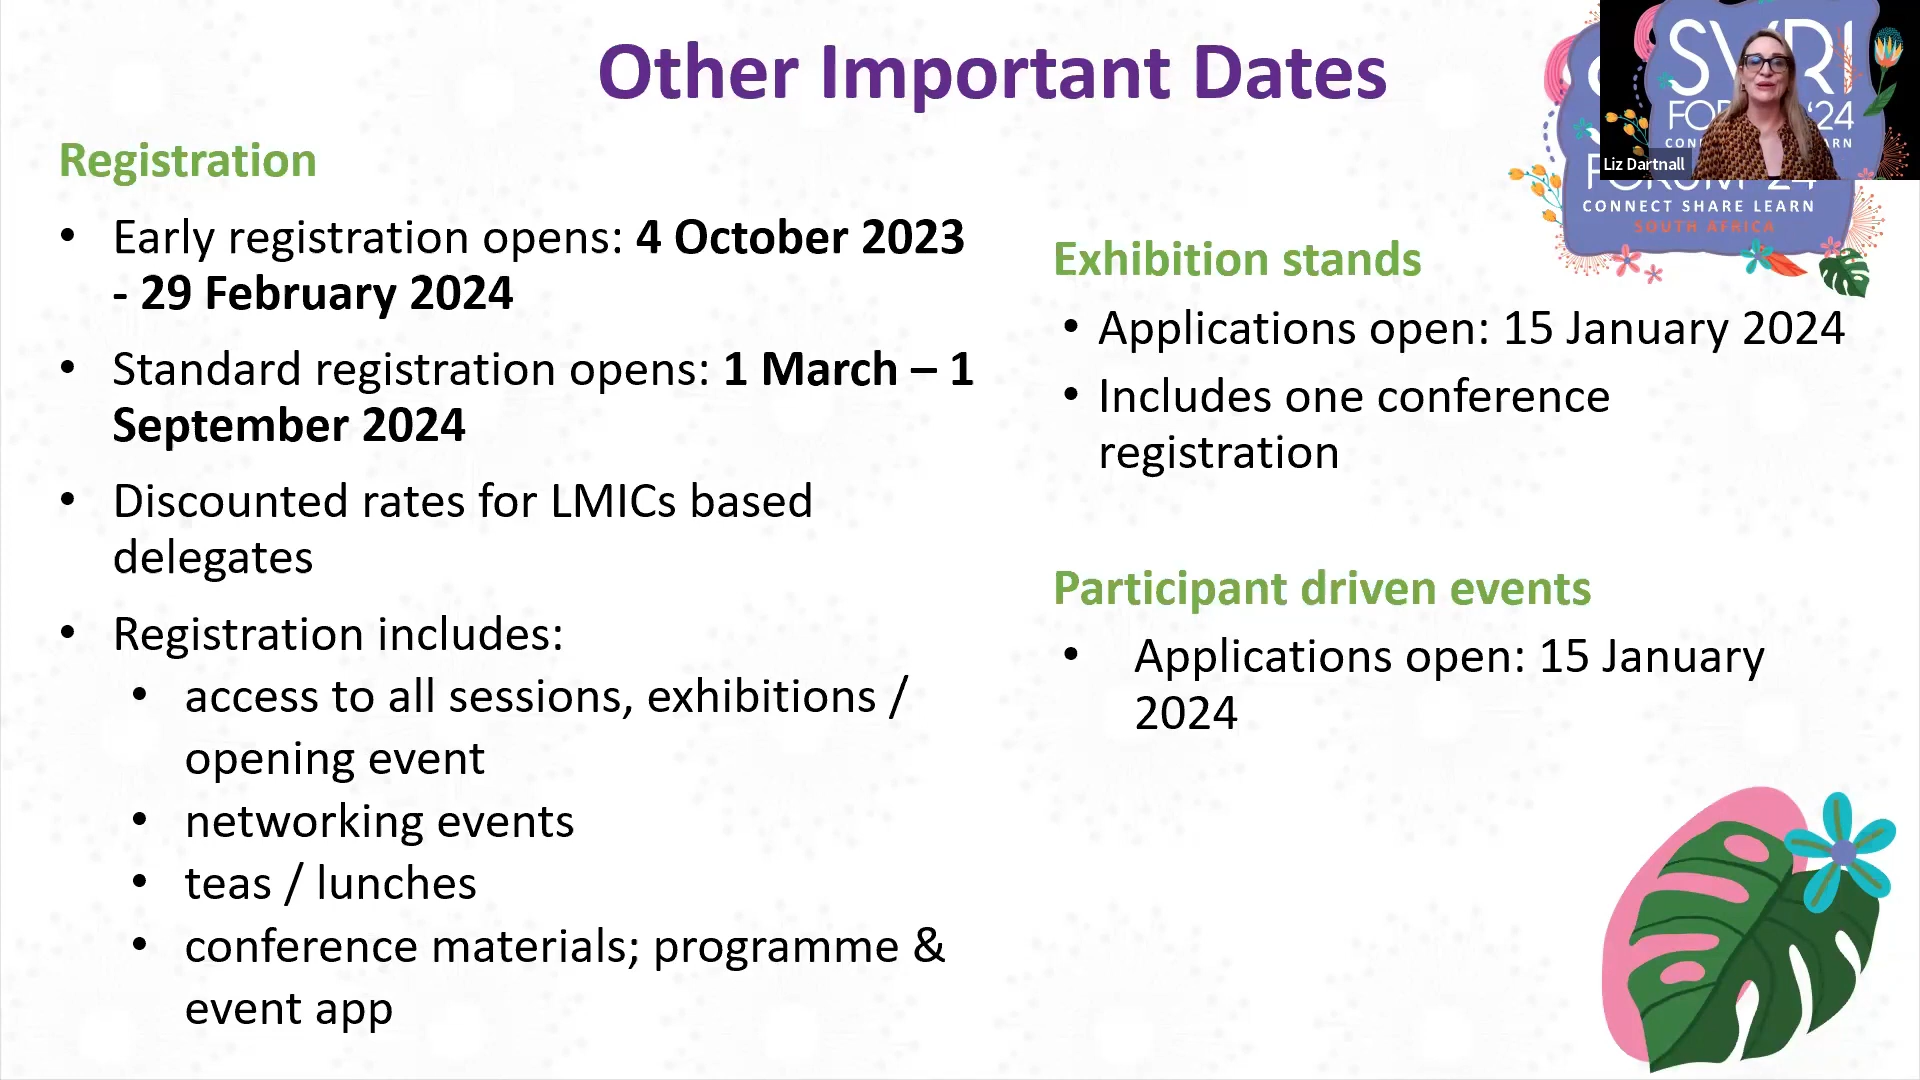 Other Important Dates
Registration
• Early registration opens: 4 October 2023
- 29 February 2024
• Standard registration opens: 1 March – 1
September 2024
• Discounted rates for LMICs based
delegates
• Registration includes:
• access to all sessions, exhibitions /
opening event
• networking events
• teas / lunches
• conference materials; programme &
event app
Exhibition stands
• Applications open: 15 January 2024
• Includes one conference
registration
Participant driven events
• Applications open: 15 January
2024
Liz Dartnall
CONNECT SHARE LEARN
SOUTH AFRICA